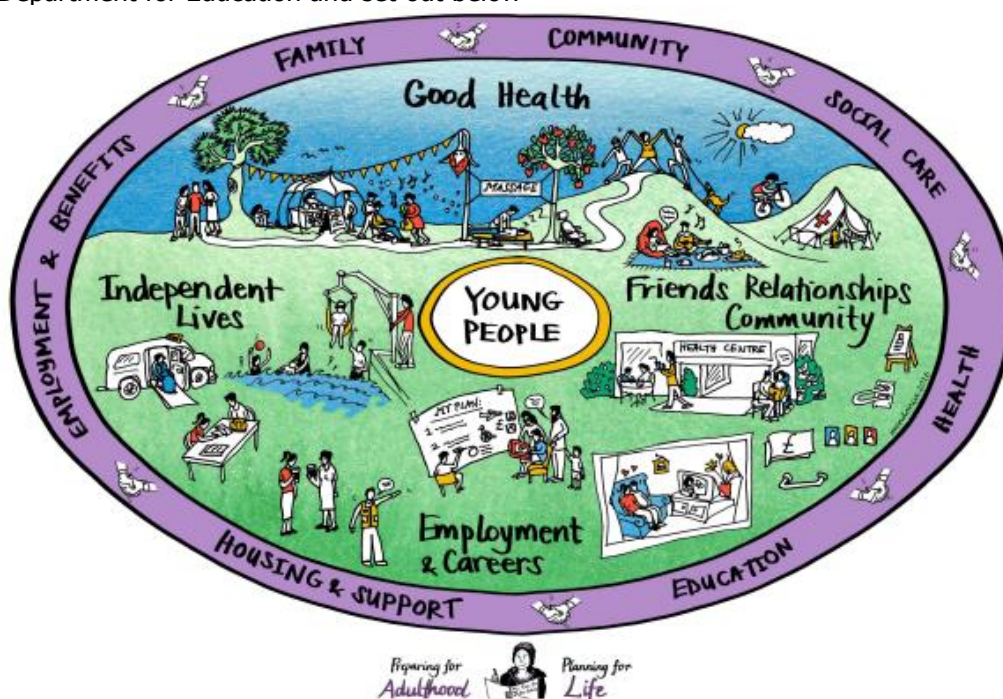 Department for Education and set out below
FAMILY
COMMUNITY
SOCIAL CARE
HEALTH
EDUCATION
HOUSING & SUPPORT
EMPLOYMENT & BENEFITS
Good Health
MASSAGE
Independent
Lives
YOUNG
PEOPLE
Friends Relationships
Community
HEALTH CENTRE
MY PLAN:
1
2
£
£
Employment
& Careers
Preparing for
Adulthood
Planning for
Life